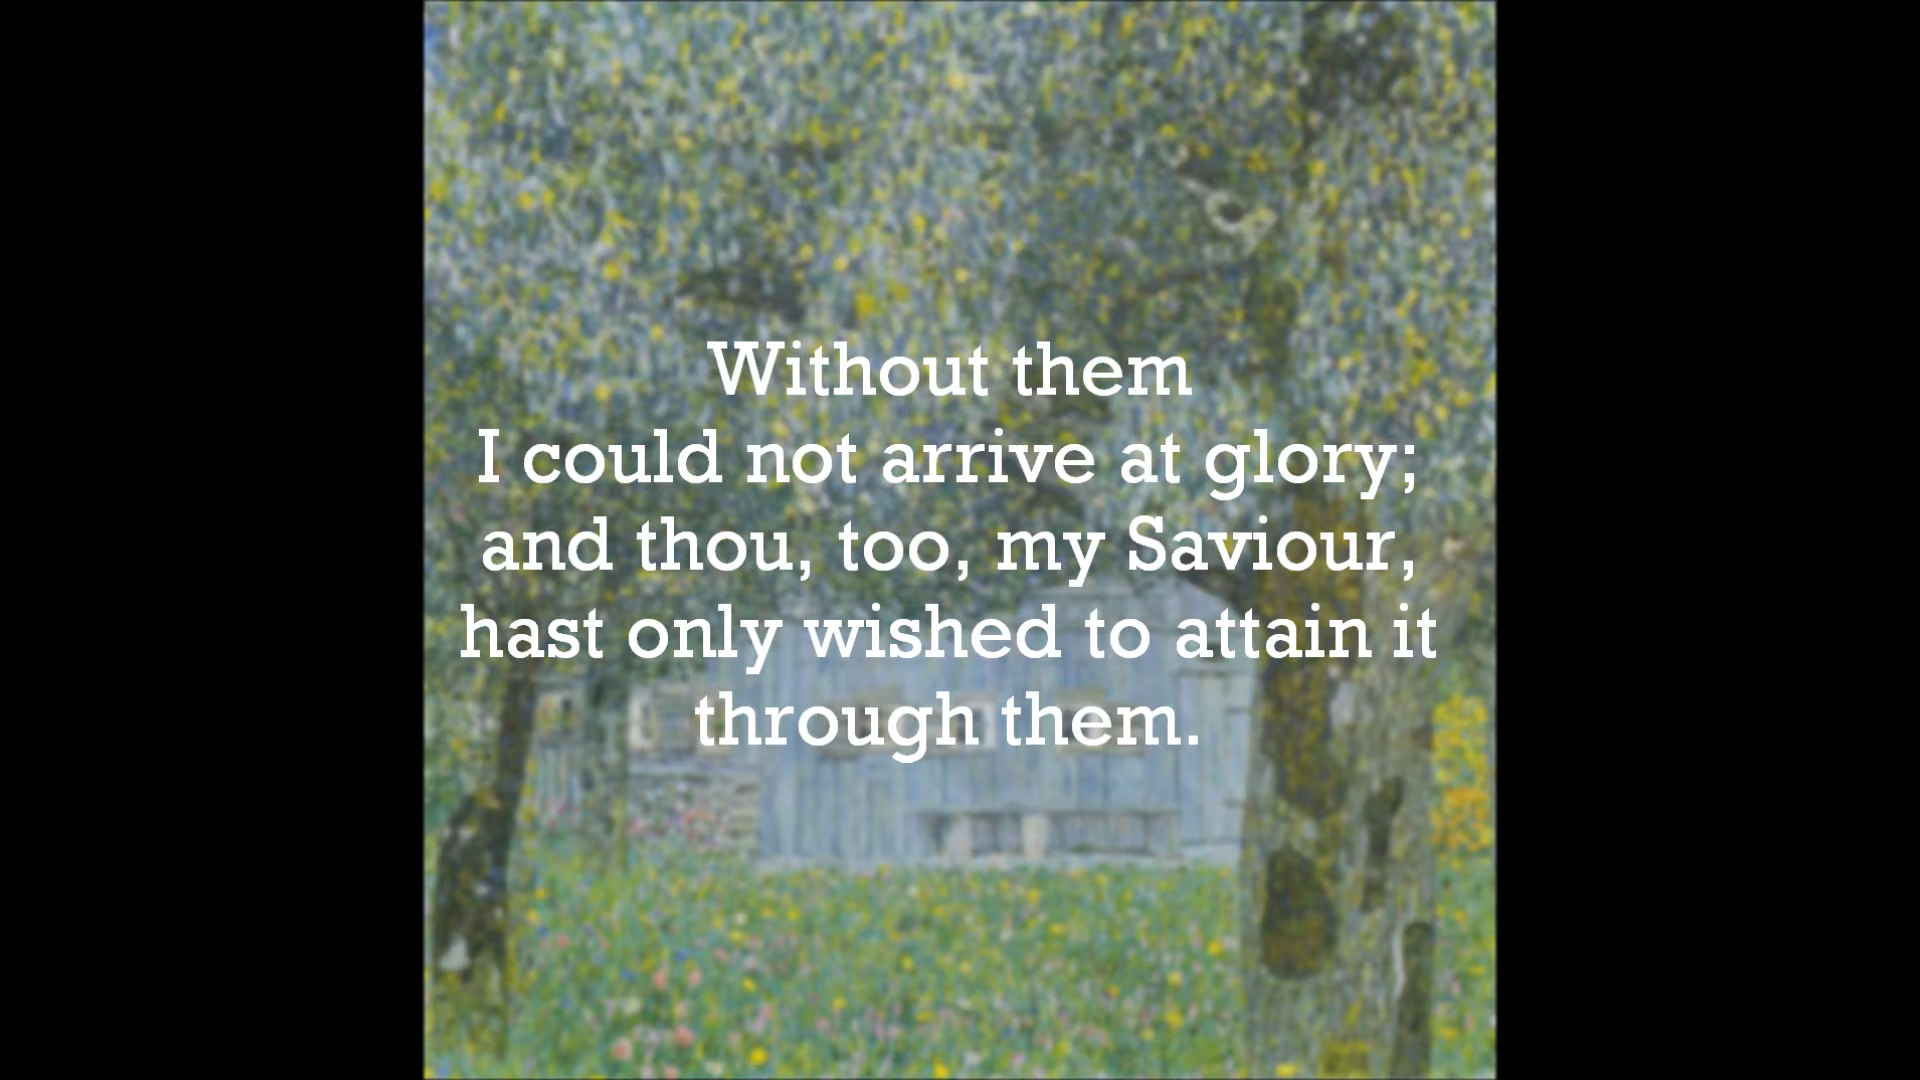 Without them
I could not arrive at glory;
and thou, too, my Saviour,
hast only wished to attain it
through them.